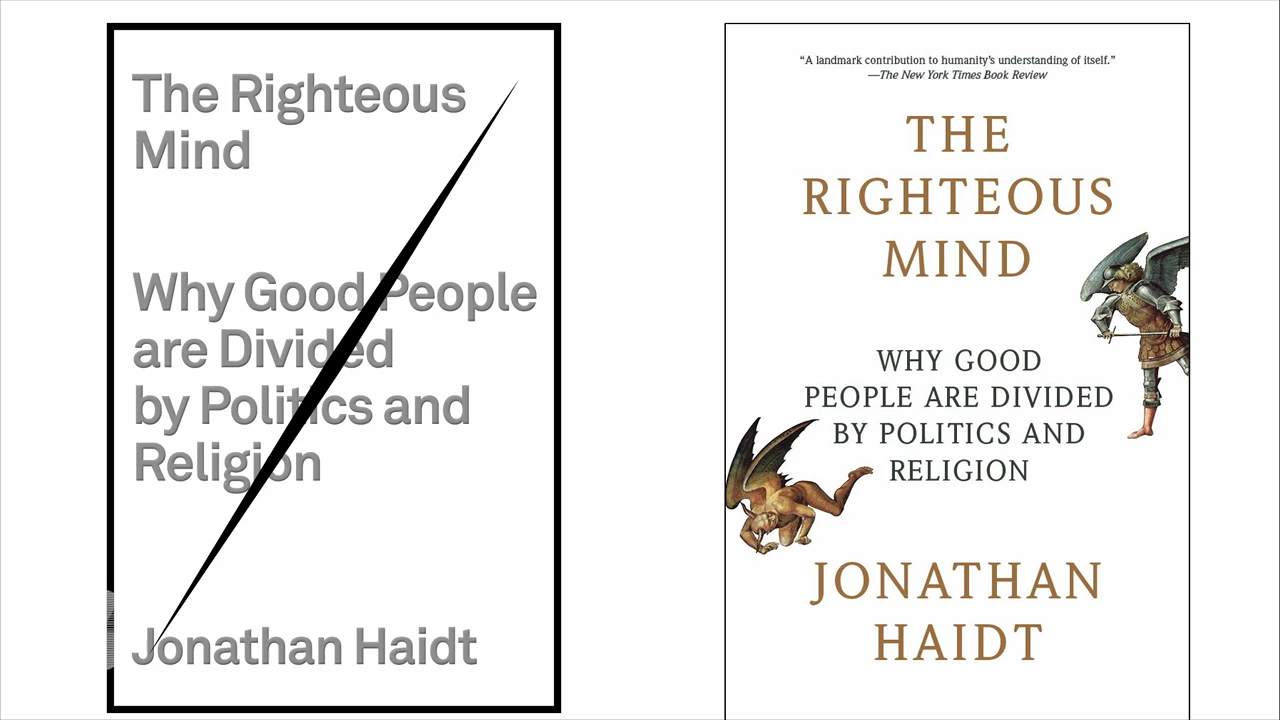 The Righteous
Mind
Why Good People
are Divided
by Politics and
Religion
Jonathan Haidt
“A landmark contribution to humanity’s understanding of itself.”
—The New York Times Book Review
THE
RIGHTEOUS
MIND
WHY GOOD
PEOPLE ARE DIVIDED
BY POLITICS AND
RELIGION
JONATHAN
HAIDT